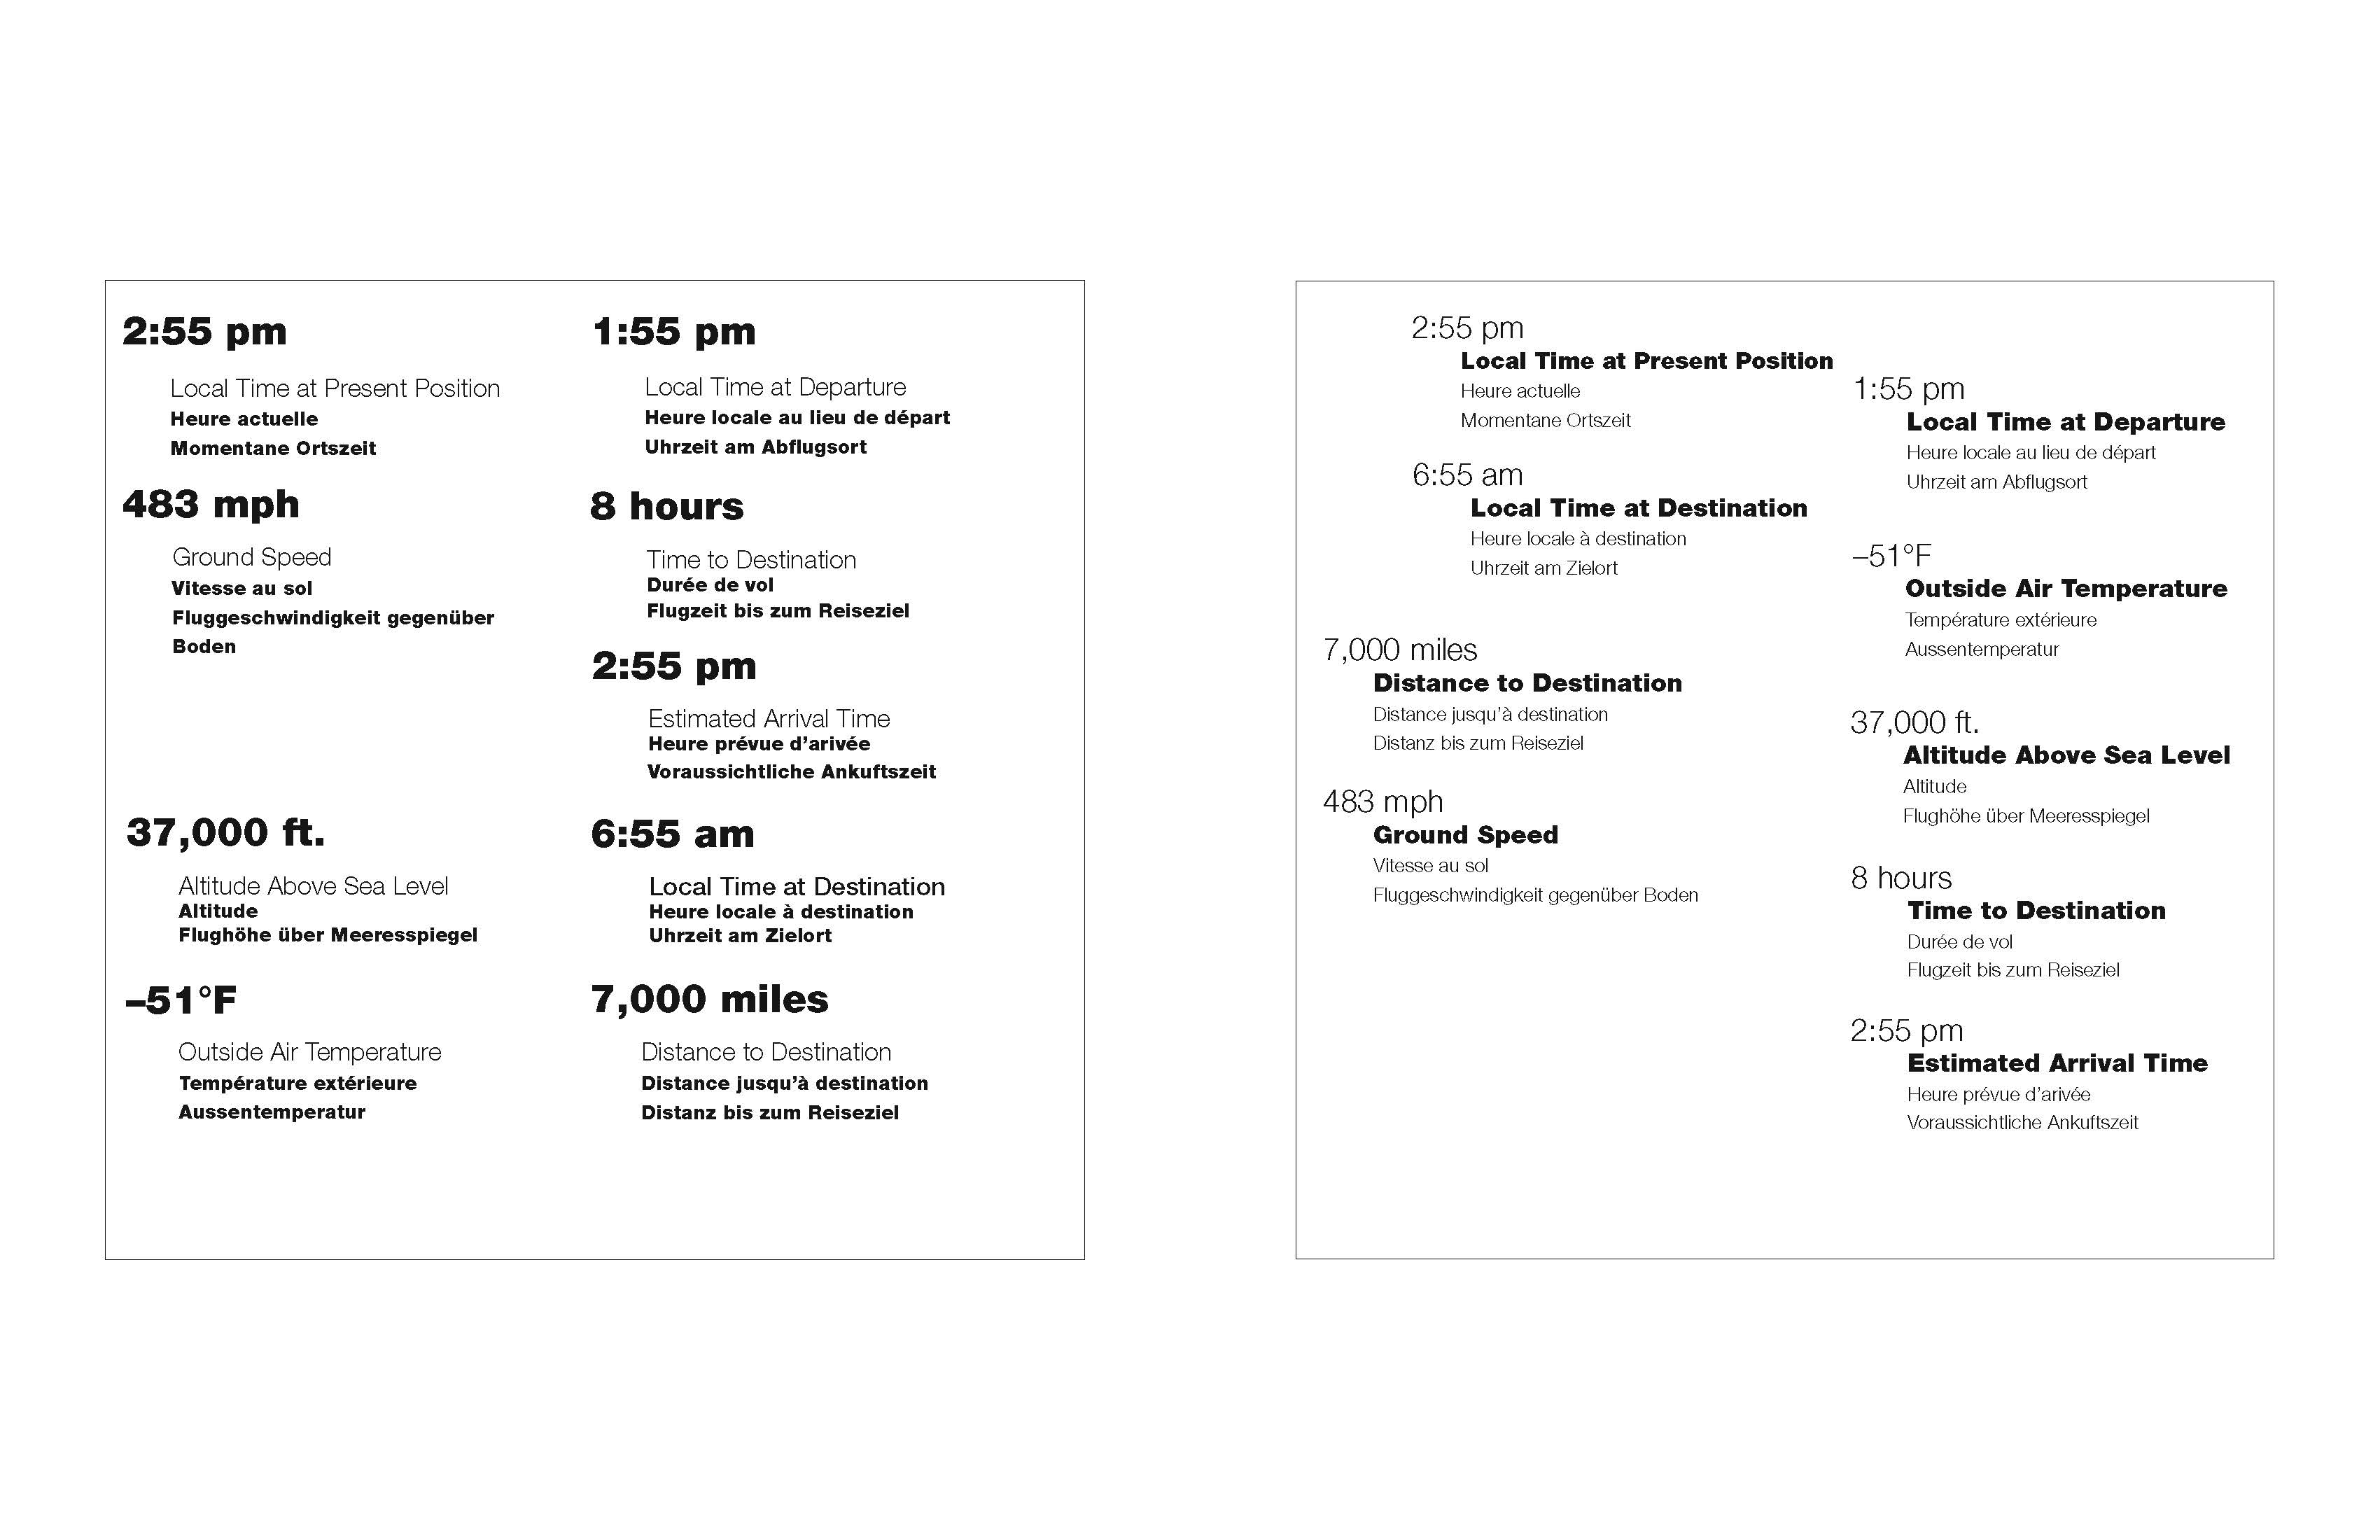 2:55 pm
Local Time at Present Position
Heure actuelle
Momentane Ortszeit
483 mph
Ground Speed
Vitesse au sol
Fluggeschwindigkeit gegenüber
Boden
37,000 ft.
Altitude Above Sea Level
Altitude
Flughöhe über Meeresspiegel
–51°F
Outside Air Temperature
Température extérieure
Aussentemperatur
1:55 pm
Local Time at Departure
Heure locale au lieu de départ
Uhrzeit am Abflugsort
8 hours
Time to Destination
Durée de vol
Flugzeit bis zum Reiseziel
2:55 pm
Estimated Arrival Time
Heure prévue d’arivée
Voraussichtliche Ankuftszeit
6:55 am
Local Time at Destination
Heure locale à destination
Uhrzeit am Zielort
7,000 miles
Distance to Destination
Distance jusqu’à destination
Distanz bis zum Reiseziel
2:55 pm
Local Time at Present Position
Heure actuelle
Momentane Ortszeit
6:55 am
Local Time at Destination
Heure locale à destination
Uhrzeit am Zielort
7,000 miles
Distance to Destination
Distance jusqu’à destination
Distanz bis zum Reiseziel
483 mph
Ground Speed
Vitesse au sol
Fluggeschwindigkeit gegenüber Boden
1:55 pm
Local Time at Departure
Heure locale au lieu de départ
Uhrzeit am Abflugsort
–51°F
Outside Air Temperature
Température extérieure
Aussentemperatur
37,000 ft.
Altitude Above Sea Level
Altitude
Flughöhe über Meeresspiegel
8 hours
Time to Destination
Durée de vol
Flugzeit bis zum Reiseziel
2:55 pm
Estimated Arrival Time
Heure prévue d’arivée
Voraussichtliche Ankuftszeit